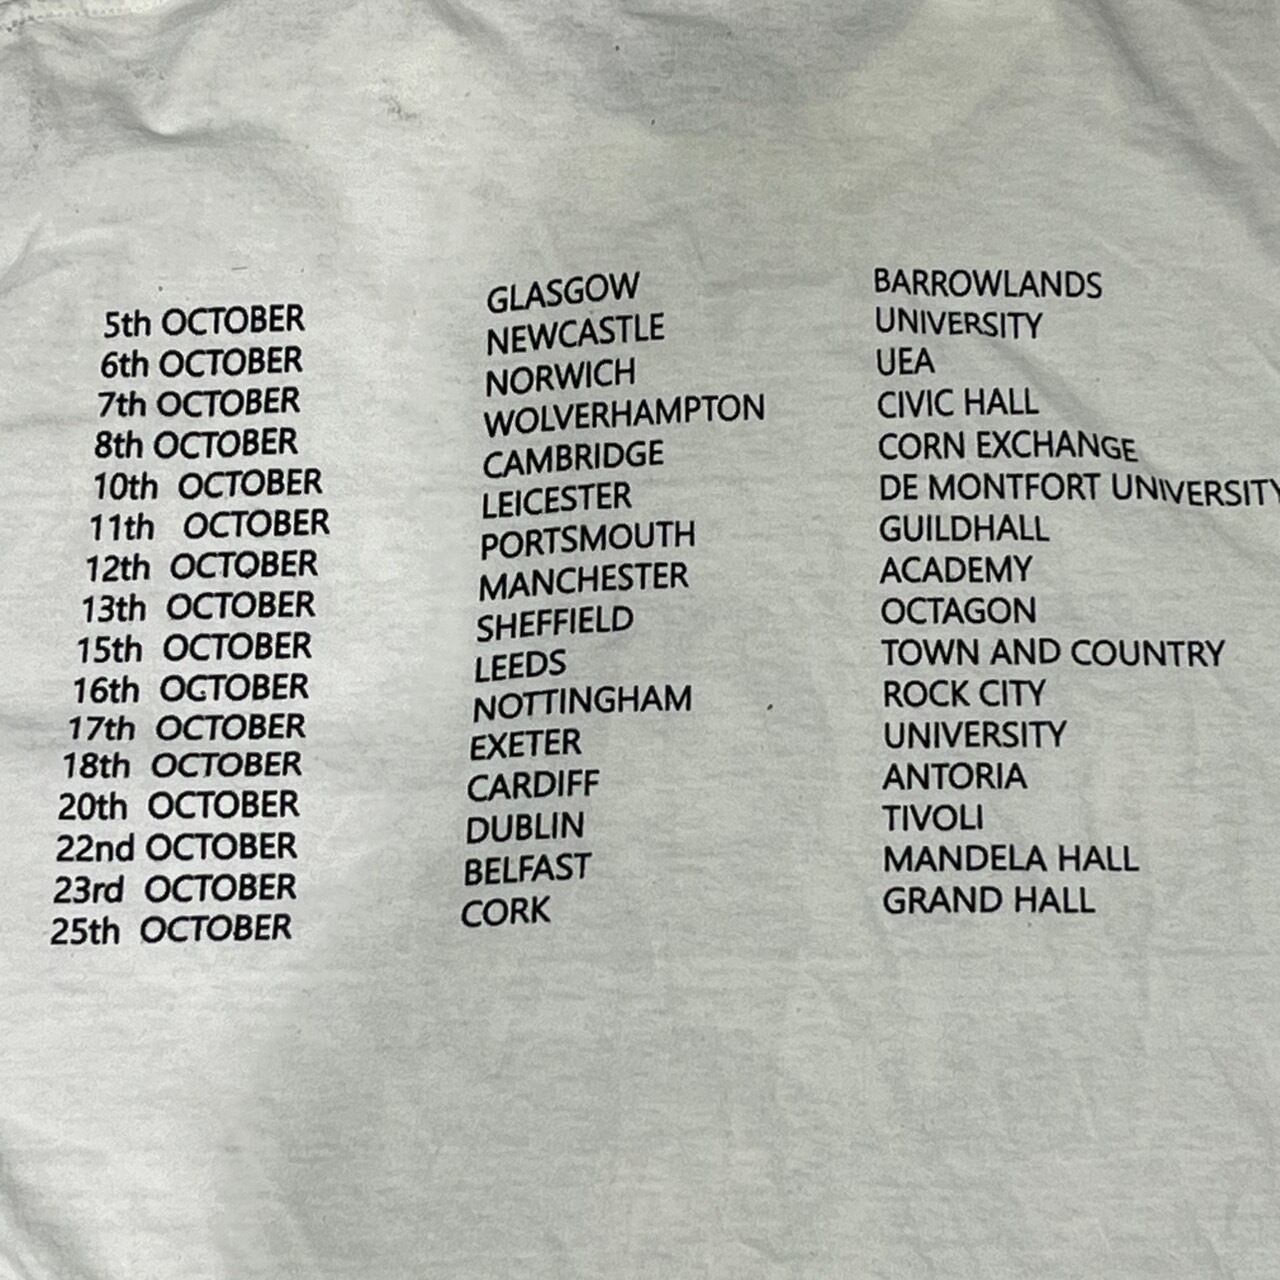 5th OCTOBER GLASGOW BARROWLANDS
6th OCTOBER NEWCASTLE UNIVERSITY
7th OCTOBER NORWICH UEA
8th OCTOBER WOLVERHAMPTON CIVIC HALL
10th OCTOBER CAMBRIDGE CORN EXCHANGE
11th OCTOBER LEICESTER DE MONTFORT UNIVERSITY
12th OCTOBER PORTSMOUTH GUILDHALL
13th OCTOBER MANCHESTER ACADEMY
15th OCTOBER SHEFFIELD OCTAGON
16th OCTOBER LEEDS TOWN AND COUNTRY
17th OCTOBER NOTTINGHAM ROCK CITY
18th OCTOBER EXETER UNIVERSITY
20th OCTOBER CARDIFF ANTORIA
22nd OCTOBER DUBLIN TIVOLI
23rd OCTOBER BELFAST MANDELA HALL
25th OCTOBER CORK GRAND HALL